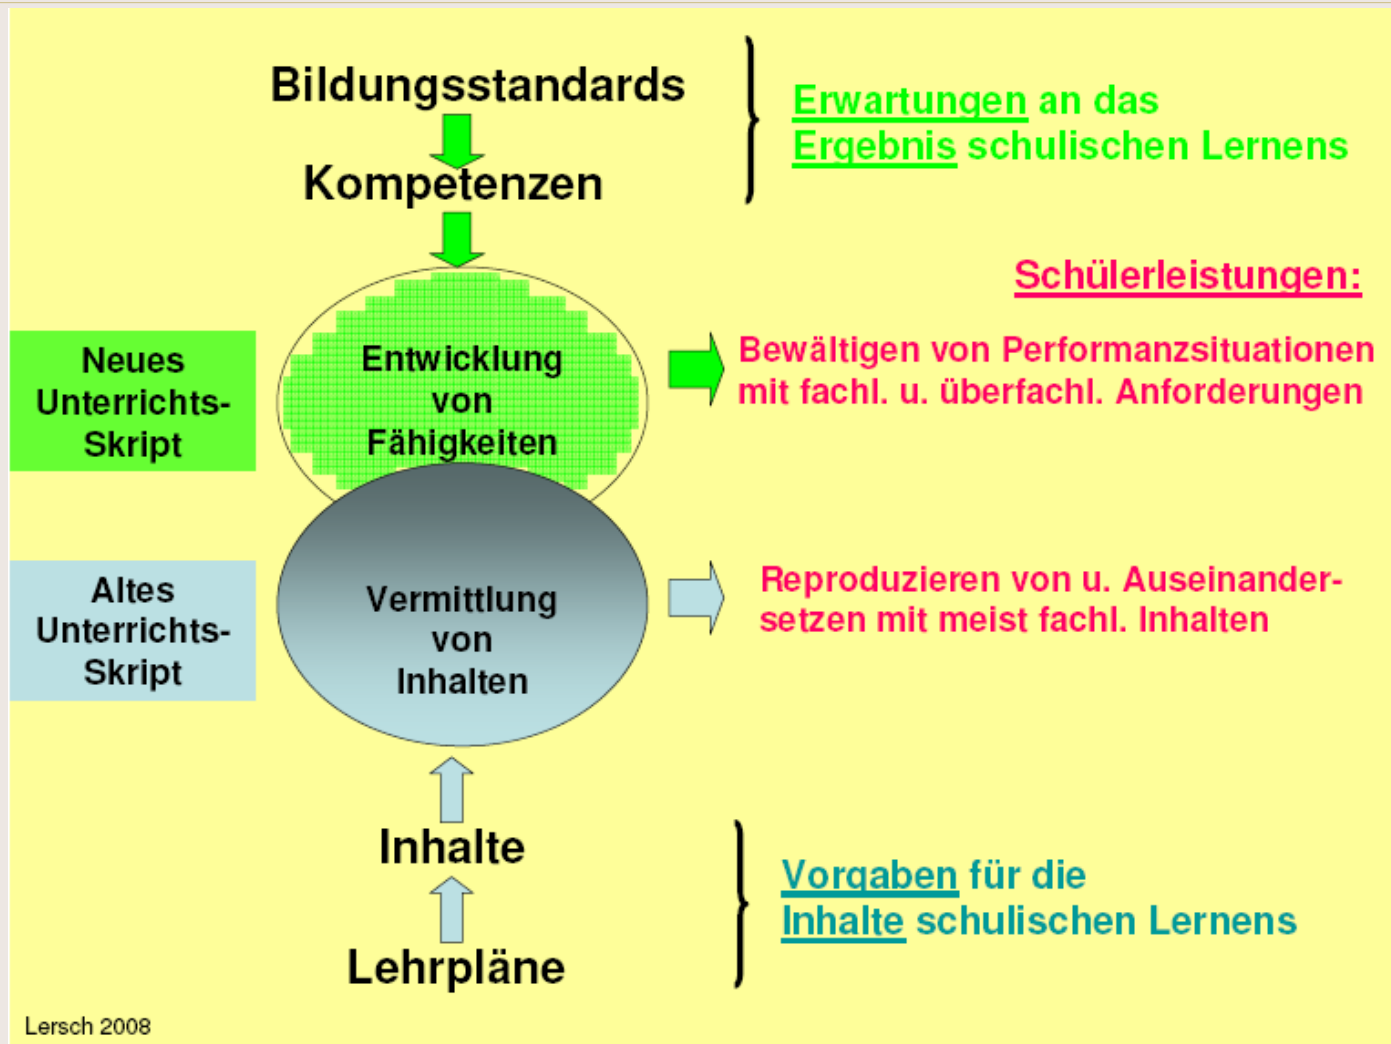 Bildungsstandards
Erwartungen an das
Ergebnis schulischen Lernens
Kompetenzen
Schülerleistungen:
Neues
Unterrichts-
Skript
Entwicklung
von
Fähigkeiten
Bewältigen von Performanzsituationen
mit fachl. u. überfachl. Anforderungen
Altes
Unterrichts-
Skript
Vermittlung
von
Inhalten
Reproduzieren von u. Auseinander-
setzen mit meist fachl. Inhalten
Inhalte
Vorgaben für die
Inhalte schulischen Lernens
Lehrpläne
Lersch 2008